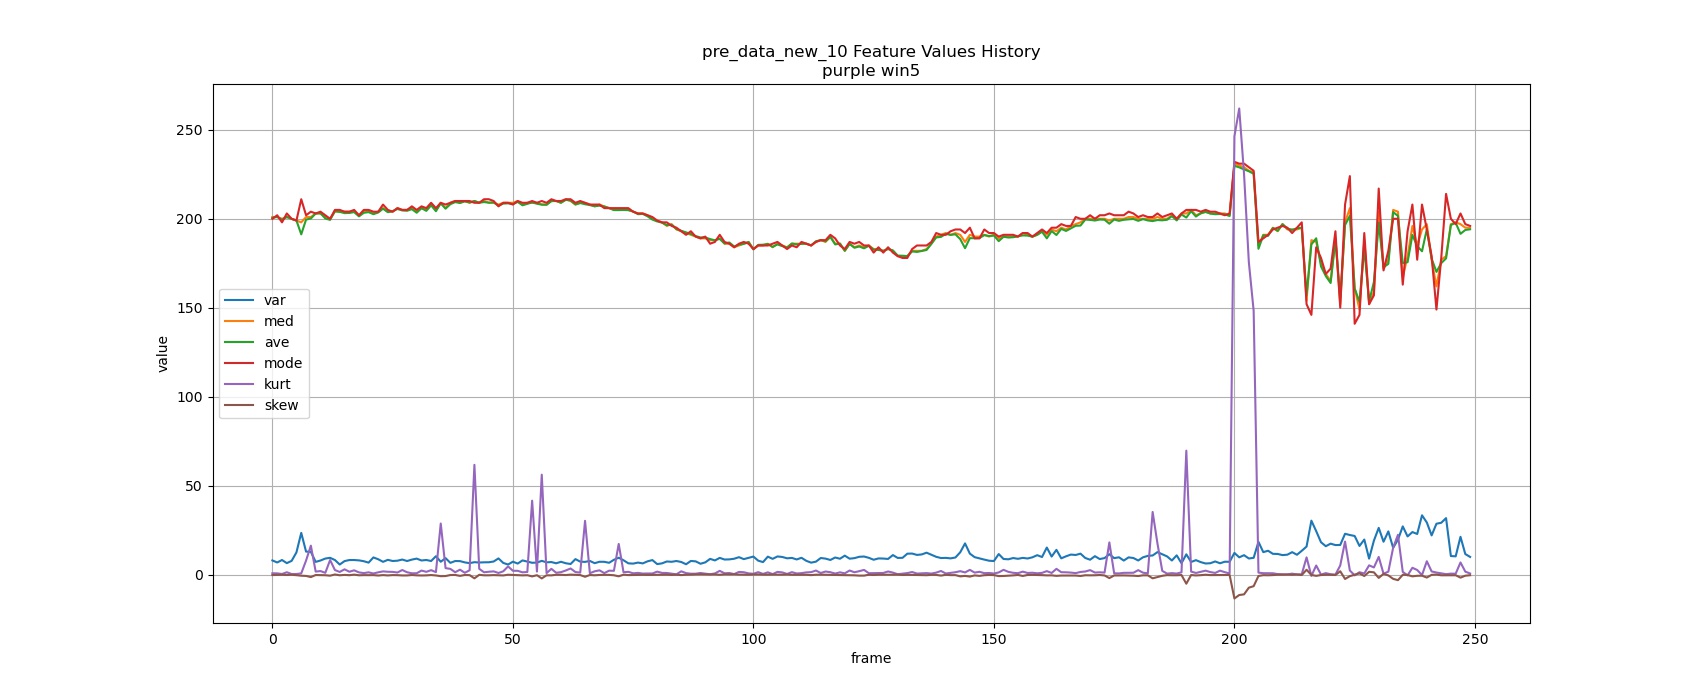 pre_data_new_10 Feature Values History
purple win5
250
200
150
100
50
0
value
var
med
ave
mode
kurt
skew
0 50 100 150 200 250
frame